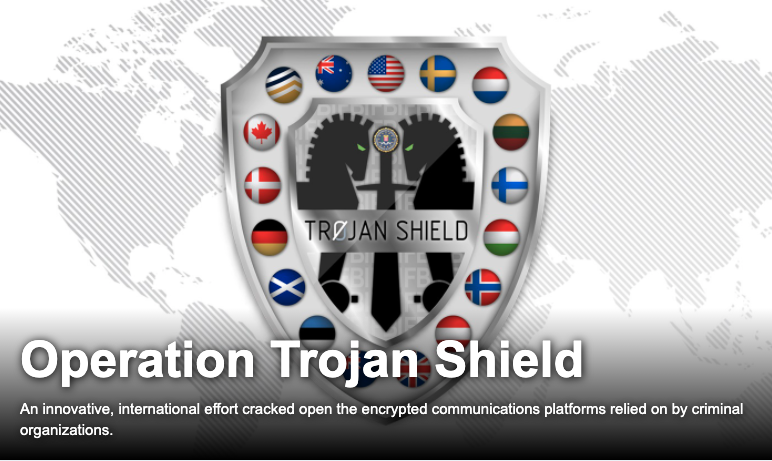 TRØJAN SHIELD
Operation Trojan Shield
An innovative, international effort cracked open the encrypted communications platforms relied on by criminal
organizations.